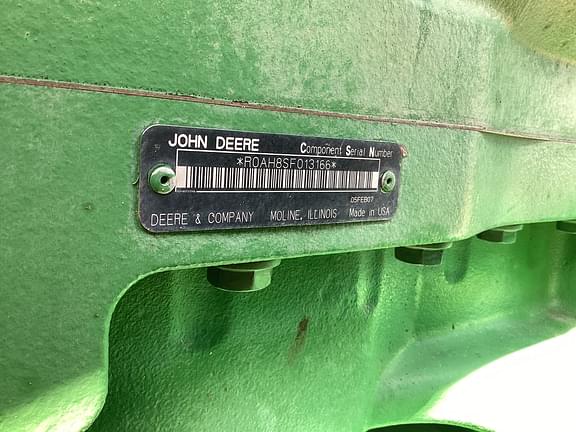 JOHN DEERE Component Serial Number
*R0AH8SF013166*
05FEB07
DEERE & COMPANY MOLINE, ILLINOIS Made in USA